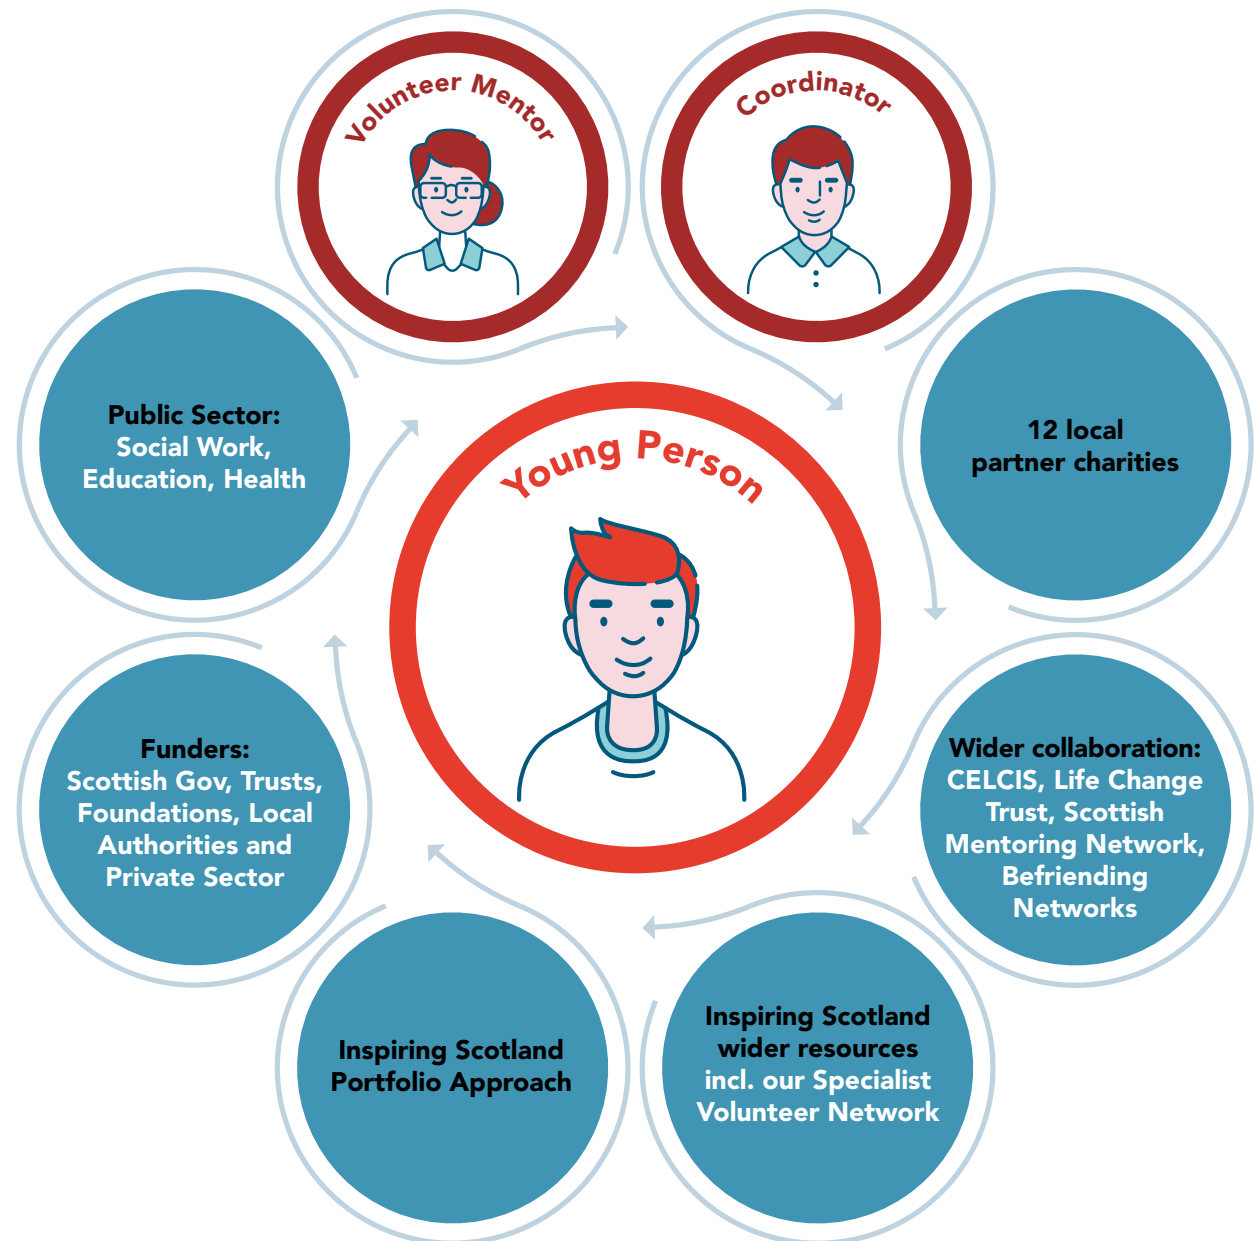 Volunteer Mentor
Coordinator
Public Sector:
Social Work,
Education, Health
12 local
partner charities
Young Person
Funders:
Scottish Gov, Trusts,
Foundations, Local
Authorities and
Private Sector
Wider collaboration:
CELCIS, Life Change
Trust, Scottish
Mentoring Network,
Befriending
Networks
Inspiring Scotland
Portfolio Approach
Inspiring Scotland
wider resources
incl. our Specialist
Volunteer Network